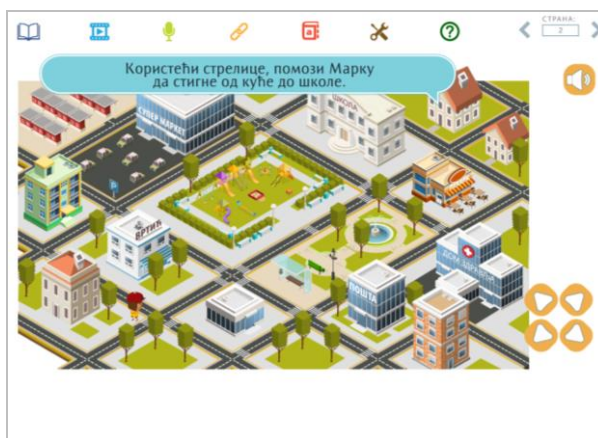 СТРАНА:
2
Користећи стрелице, помози Марку
да стигне од куће до школе.
СУПЕР МАРКЕТ
ШКОЛА
P
ВРТИЋ
ДОМ ЗДРАВЉА
ПОШТА